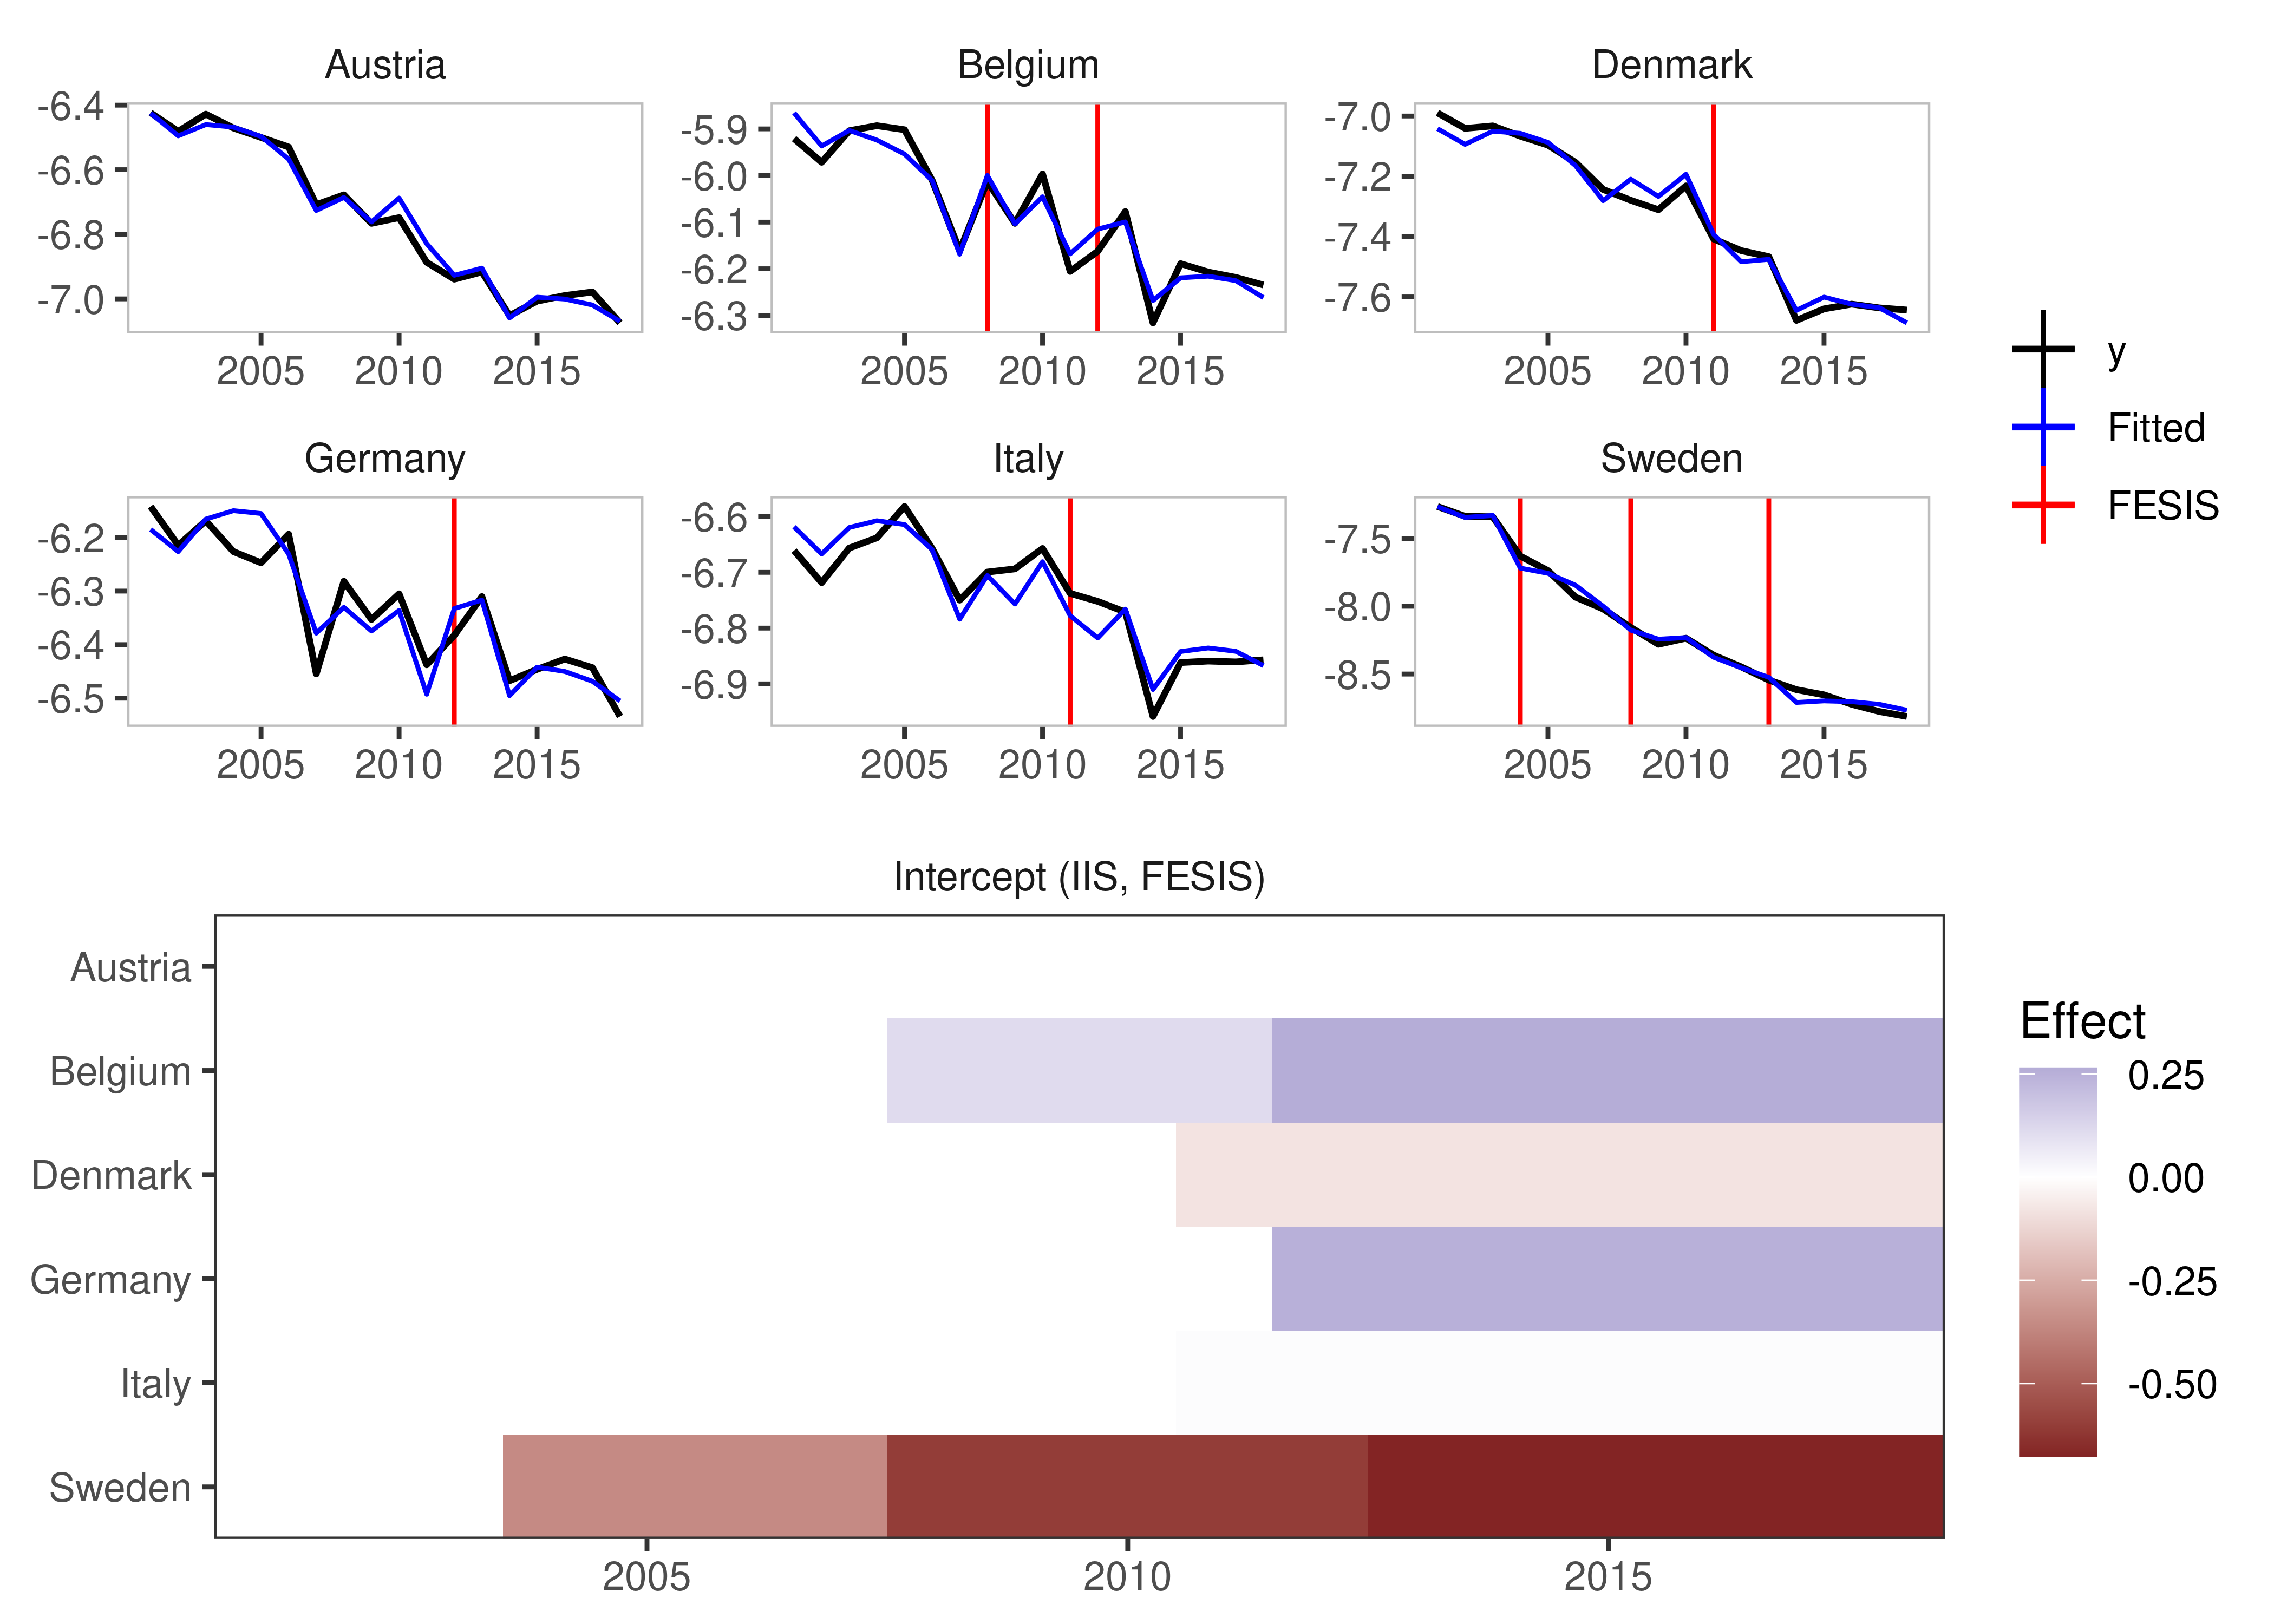 Austria
-6.4
-6.6
-6.8
-7.0
2005 2010 2015
Belgium
-5.9
-6.0
-6.1
-6.2
-6.3
2005 2010 2015
Denmark
-7.0
-7.2
-7.4
-7.6
2005 2010 2015
Germany
-6.2
-6.3
-6.4
-6.5
2005 2010 2015
Italy
-6.6
-6.7
-6.8
-6.9
2005 2010 2015
Sweden
-7.5
-8.0
-8.5
2005 2010 2015
y
Fitted
FESIS
Intercept (IIS, FESIS)
Austria
Belgium
Denmark
Germany
Italy
Sweden
2005 2010 2015
Effect
0.25
0.00
-0.25
-0.50